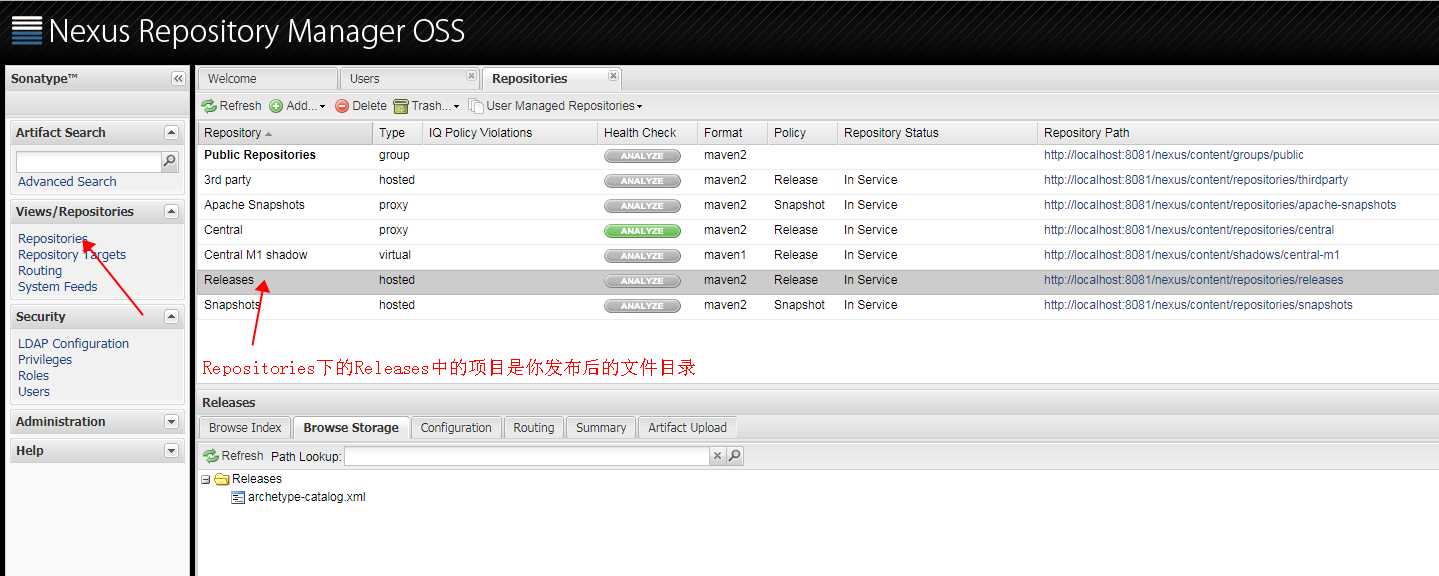 Nexus Repository Manager OSS
Sonatype™
Welcome
Users
Repositories
Refresh
Add...
Delete
Trash...
User Managed Repositories
Artifact Search
Advanced Search
Views/Repositories
Repositories
Repository Targets
Routing
System Feeds
Security
LDAP Configuration
Privileges
Roles
Users
Administration
Help
Repository Type IQ Policy Violations Health Check Format Policy Repository Status Repository Path
Public Repositories group ANALYZE maven2 http://localhost:8081/nexus/content/groups/public
3rd party hosted ANALYZE maven2 Release In Service http://localhost:8081/nexus/content/repositories/thirdparty
Apache Snapshots proxy ANALYZE maven2 Snapshot In Service http://localhost:8081/nexus/content/repositories/apache-snapshots
Central proxy ANALYZE maven2 Release In Service http://localhost:8081/nexus/content/repositories/central
Central M1 shadow virtual ANALYZE maven1 Release In Service http://localhost:8081/nexus/content/shadows/central-m1
Releases hosted ANALYZE maven2 Release In Service http://localhost:8081/nexus/content/repositories/releases
Snapshots hosted ANALYZE maven2 Snapshot In Service http://localhost:8081/nexus/content/repositories/snapshots
Repositories下的Releases中的项目是你发布后的文件目录
Releases
Browse Index
Browse Storage
Configuration
Routing
Summary
Artifact Upload
Refresh
Path Lookup:
Releases
archetype-catalog.xml